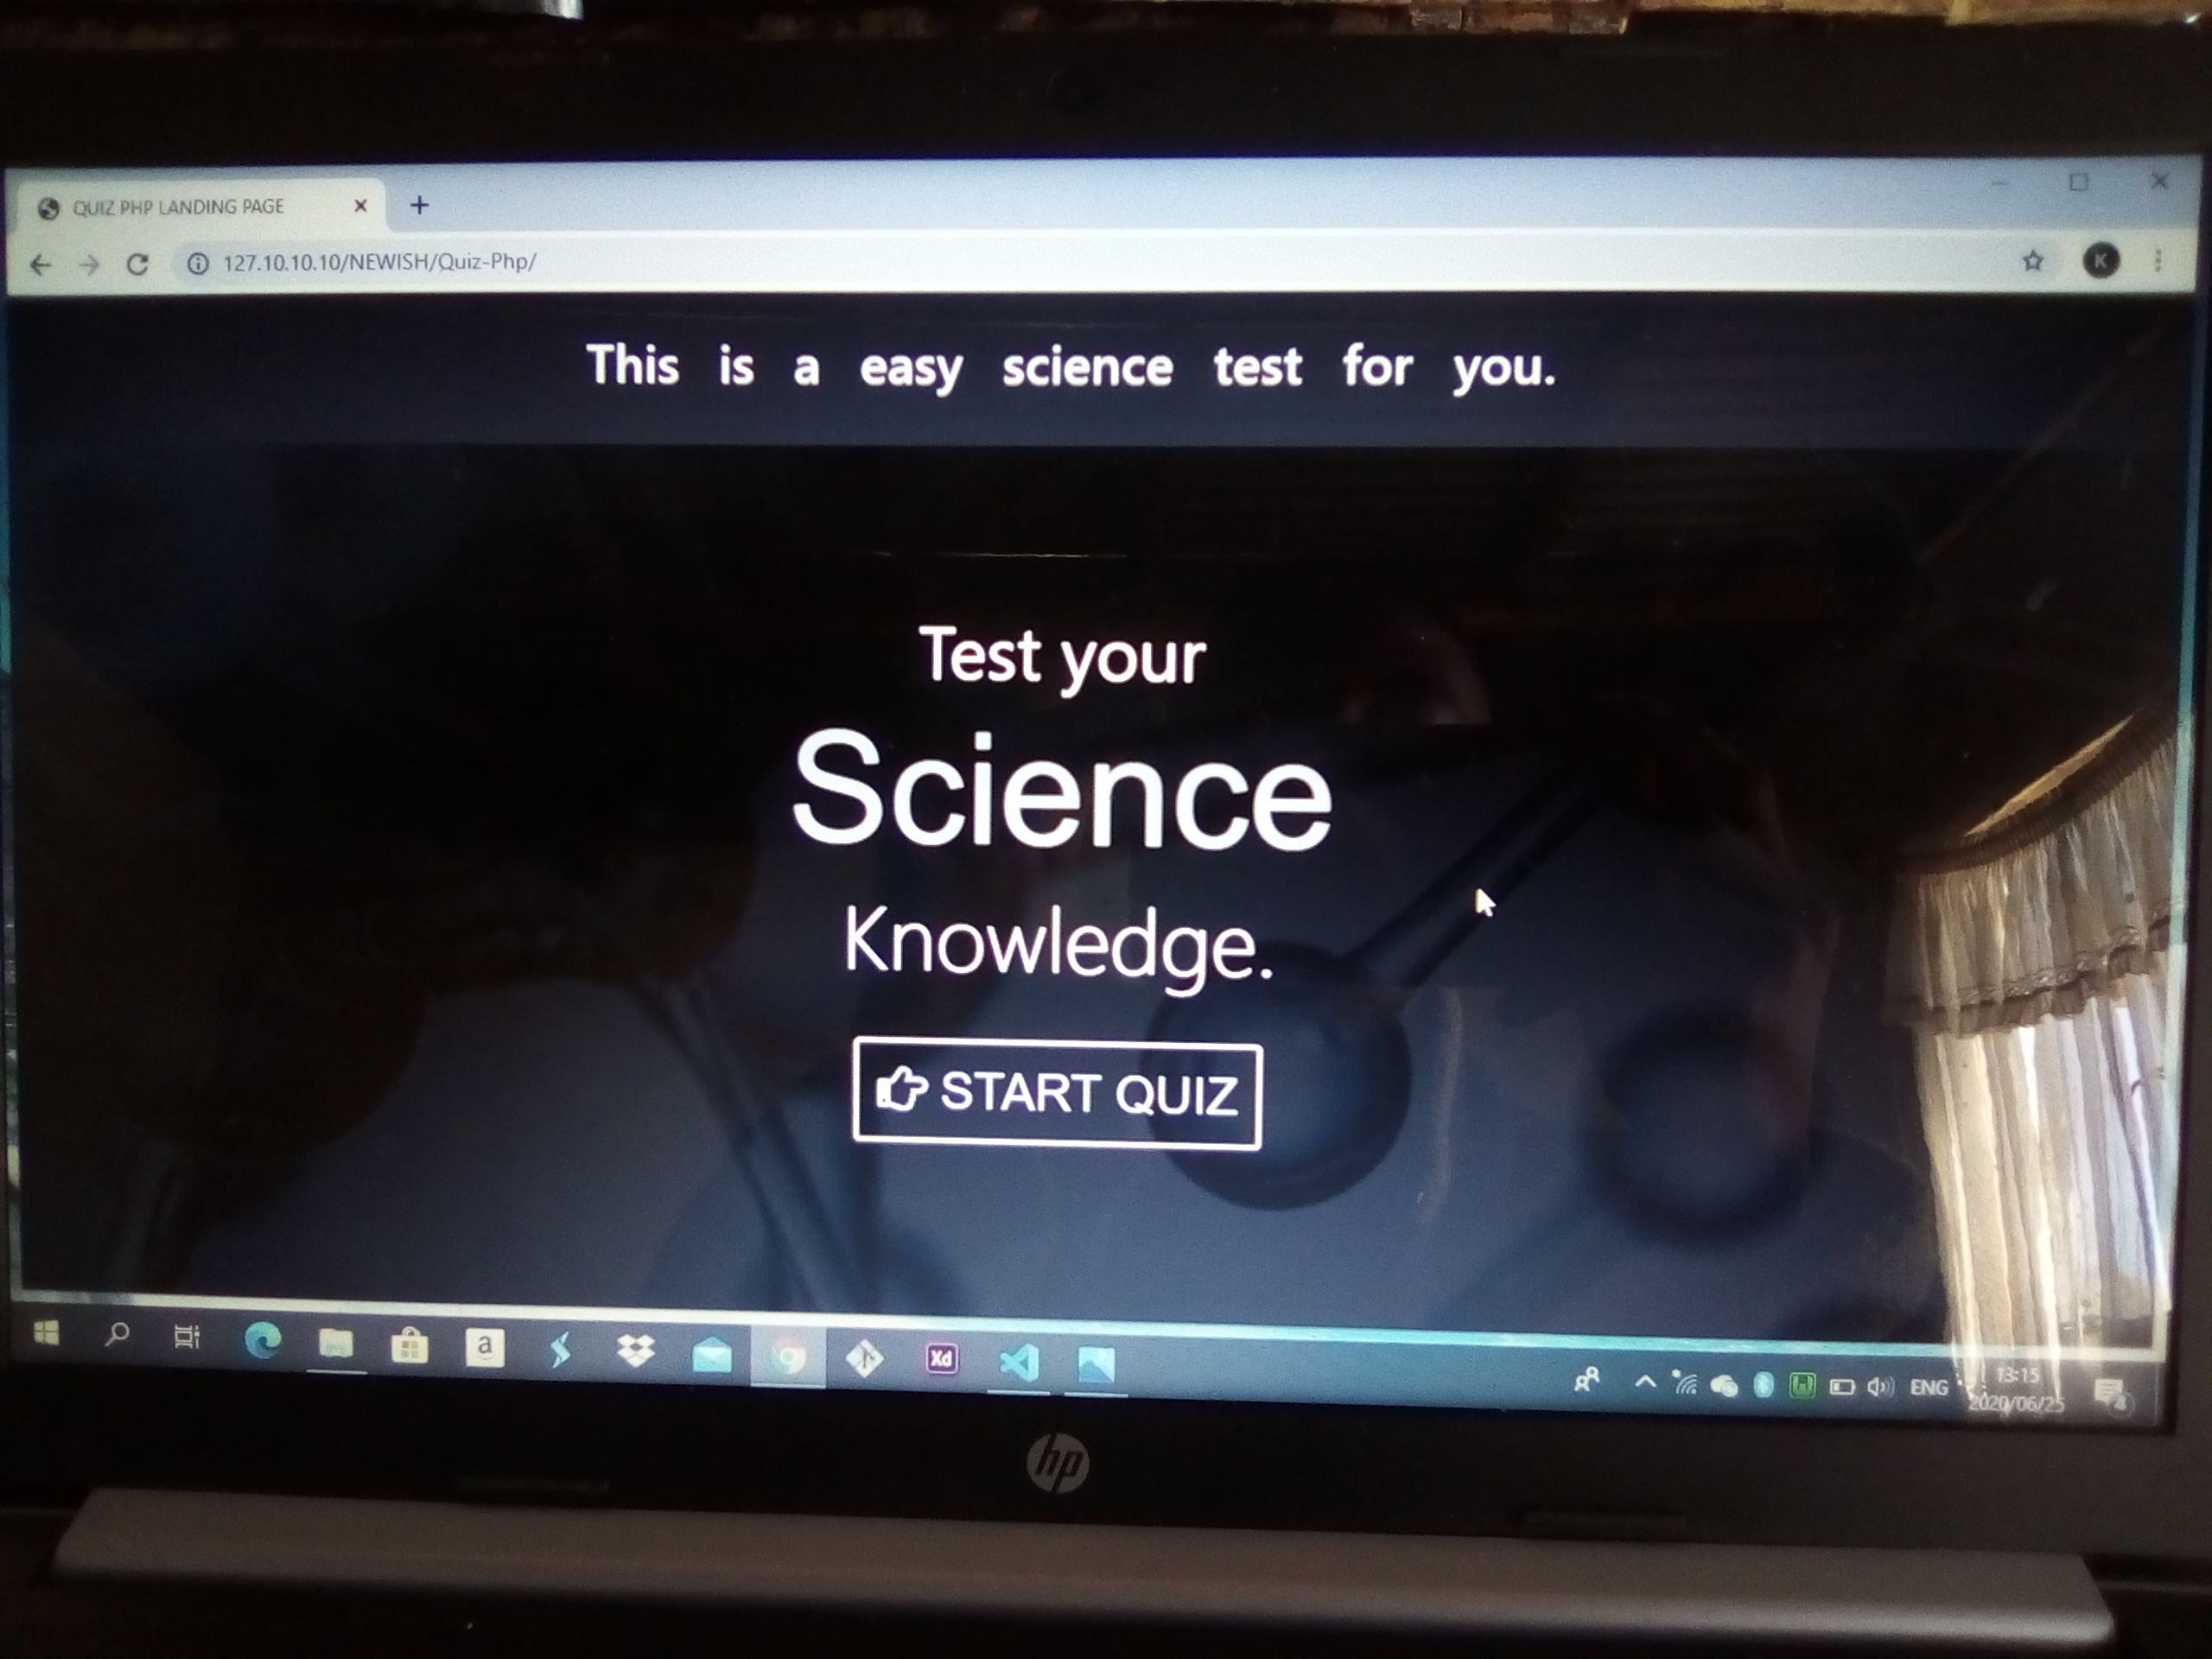 QUIZ PHP LANDING PAGE
127.10.10.10/NEWISH/Quiz-Php/
K
This is a easy science test for you.
Test your
Science
Knowledge.
START QUIZ
a
Xd
ENG
13:15
2020/06/25
4
hp